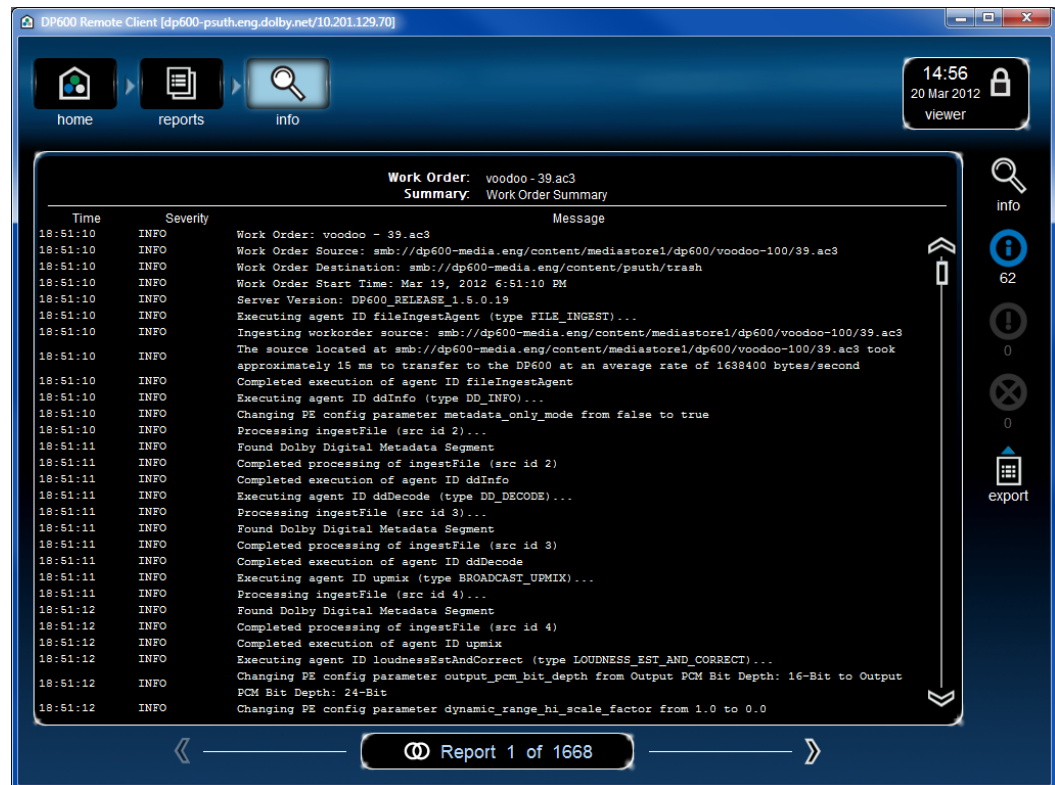 DP600 Remote Client [dp600-psuth.eng.dolby.net/10.201.129.70]
home
reports
info
14:56
20 Mar 2012
viewer
Work Order: voodoo - 39.ac3
Summary: Work Order Summary
Time Severity Message
18:51:10 INFO Work Order: voodoo - 39.ac3
18:51:10 INFO Work Order Source: smb://dp600-media.eng/content/mediastore1/dp600/voodoo-100/39.ac3
18:51:10 INFO Work Order Destination: smb://dp600-media.eng/content/psuth/trash
18:51:10 INFO Work Order Start Time: Mar 19, 2012 6:51:10 PM
18:51:10 INFO Server Version: DP600_RELEASE_1.5.0.19
18:51:10 INFO Executing agent ID fileIngestAgent (type FILE_INGEST)...
18:51:10 INFO Ingesting workorder source: smb://dp600-media.eng/content/mediastore1/dp600/voodoo-100/39.ac3
18:51:10 INFO The source located at smb://dp600-media.eng/content/mediastore1/dp600/voodoo-100/39.ac3 took
approximately 15 ms to transfer to the DP600 at an average rate of 1638400 bytes/second
18:51:10 INFO Completed execution of agent ID fileIngestAgent
18:51:10 INFO Executing agent ID ddInfo (type DD_INFO)...
18:51:10 INFO Changing PE config parameter metadata_only_mode from false to true
18:51:10 INFO Processing ingestFile (src id 2)...
18:51:11 INFO Found Dolby Digital Metadata Segment
18:51:11 INFO Completed processing of ingestFile (src id 2)
18:51:11 INFO Completed execution of agent ID ddInfo
18:51:11 INFO Executing agent ID ddDecode (type DD_DECODE)...
18:51:11 INFO Processing ingestFile (src id 3)...
18:51:11 INFO Found Dolby Digital Metadata Segment
18:51:11 INFO Completed processing of ingestFile (src id 3)
18:51:11 INFO Completed execution of agent ID ddDecode
18:51:11 INFO Executing agent ID upmix (type BROADCAST_UPMIX)...
18:51:11 INFO Processing ingestFile (src id 4)...
18:51:12 INFO Found Dolby Digital Metadata Segment
18:51:12 INFO Completed processing of ingestFile (src id 4)
18:51:12 INFO Completed execution of agent ID upmix
18:51:12 INFO Executing agent ID loudnessEstAndCorrect (type LOUDNESS_EST_AND_CORRECT)...
18:51:12 INFO Changing PE config parameter output_pcm_bit_depth from Output PCM Bit Depth: 16-Bit to Output
PCM Bit Depth: 24-Bit
18:51:12 INFO Changing PE config parameter dynamic_range_hi_scale_factor from 1.0 to 0.0
info
62
0
0
export
Report 1 of 1668